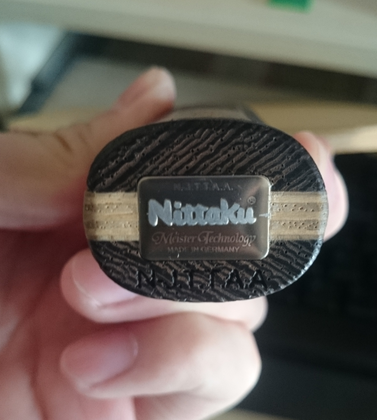 N.J.T.T.A.A.
Nittaku®
Meister Technology
MADE IN GERMANY
N.J.T.T.A.A